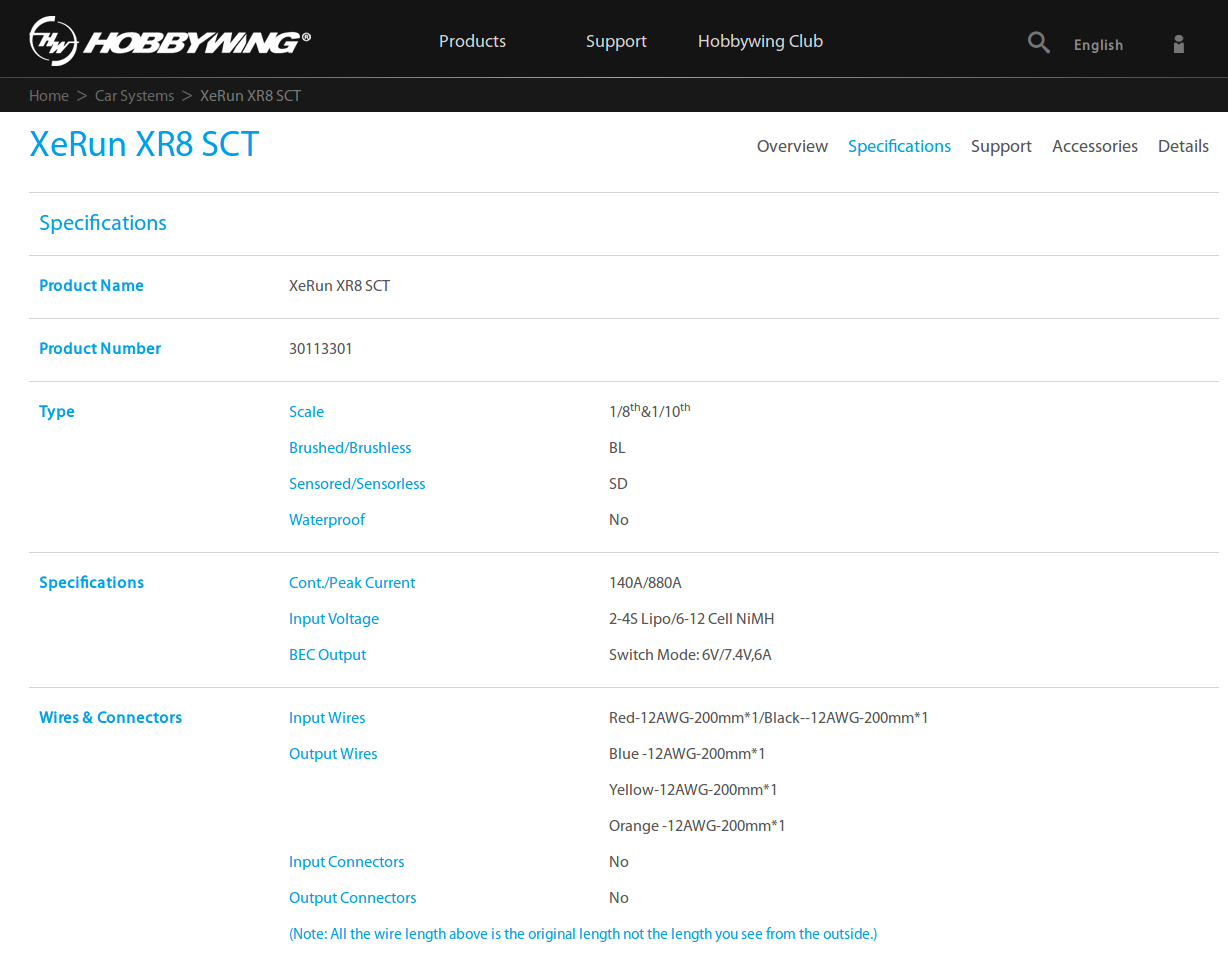 HW HOBBYWING® Products Support Hobbywing Club English
Home > Car Systems > XeRun XR8 SCT
XeRun XR8 SCT Overview Specifications Support Accessories Details
Specifications
Product Name XeRun XR8 SCT
Product Number 30113301
Type Scale 1/8th&1/10th
Brushed/Brushless BL
Sensored/Sensorless SD
Waterproof No
Specifications Cont./Peak Current 140A/880A
Input Voltage 2-4S Lipo/6-12 Cell NiMH
BEC Output Switch Mode: 6V/7.4V,6A
Wires & Connectors Input Wires Red-12AWG-200mm*1/Black--12AWG-200mm*1
Output Wires Blue -12AWG-200mm*1
Yellow-12AWG-200mm*1
Orange -12AWG-200mm*1
Input Connectors No
Output Connectors No
(Note: All the wire length above is the original length not the length you see from the outside.)